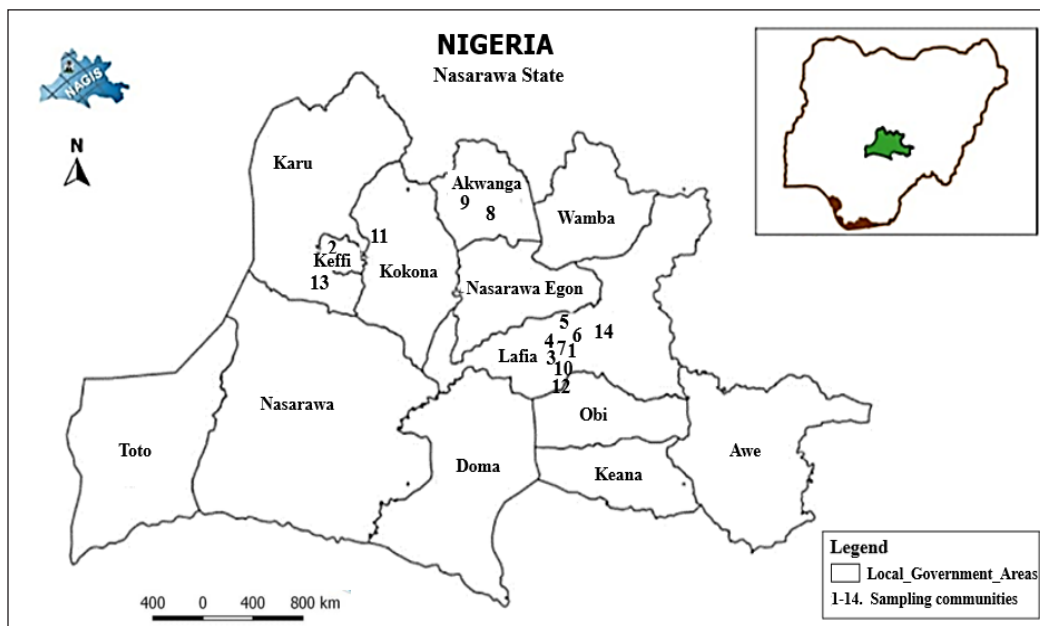 NIGERIA
Nasarawa State
NAGIS
N
Karu
Akwanga
9
8
Wamba
2
Keffi
13
11
Kokona
Nasarawa Egon
5
14
6
4
7
1
Lafia
3
10
12
Nasarawa
Obi
Toto
Doma
Keana
Awe
Legend
Local_Government_Areas
1-14. Sampling communities
400 0 400 800 km